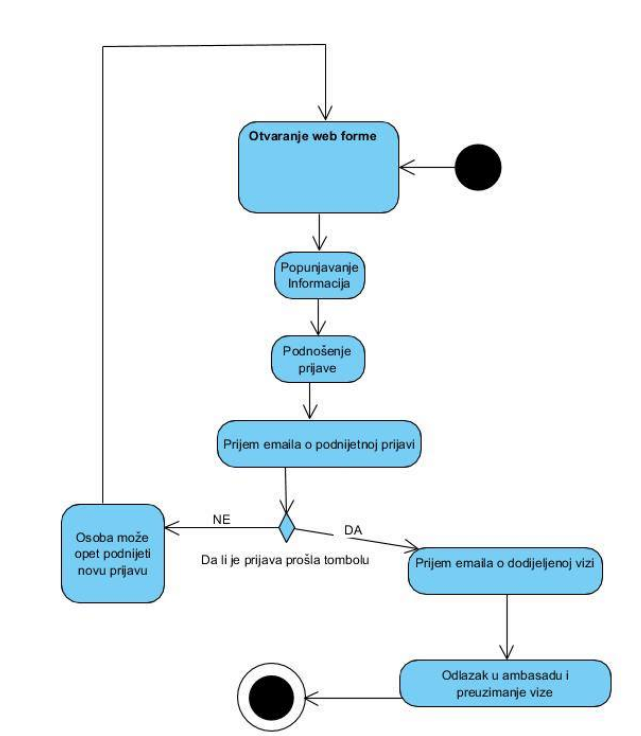 Otvaranje web forme
Popunjavanje
Informacija
Podnošenje
prijave
Prijem emaila o podnijetnoj prijavi
NE
DA
Osoba može
opet podnijeti
novu prijavu
Da li je prijava prošla tombolu
Prijem emaila o dodijeljenoj vizi
Odlazak u ambasadu i
preuzimanje vize